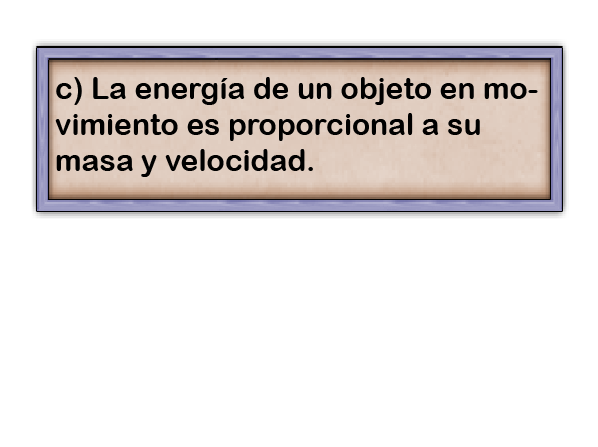 c) La energía de un objeto en mo-
vimiento es proporcional a su
masa y velocidad.